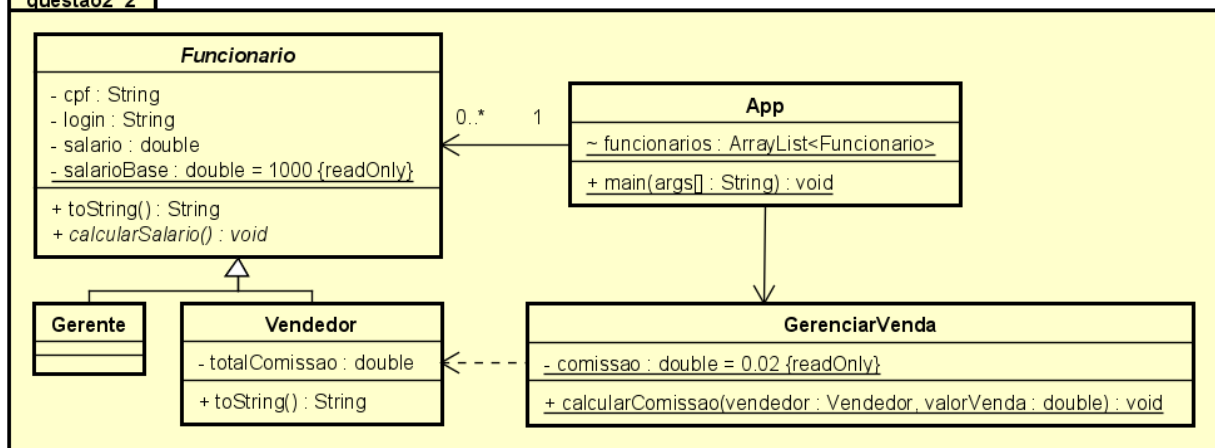 questao2_2
Funcionario
- cpf : String
- login : String
- salario : double
- salarioBase : double = 1000 {readOnly}
+ toString() : String
+ calcularSalario() : void
0..*
1
App
~ funcionarios : ArrayList<Funcionario>
+ main(args[] : String) : void
Gerente
Vendedor
- totalComissao : double
+ toString() : String
GerenciarVenda
- comissao : double = 0.02 {readOnly}
+ calcularComissao(vendedor : Vendedor, valorVenda : double) : void